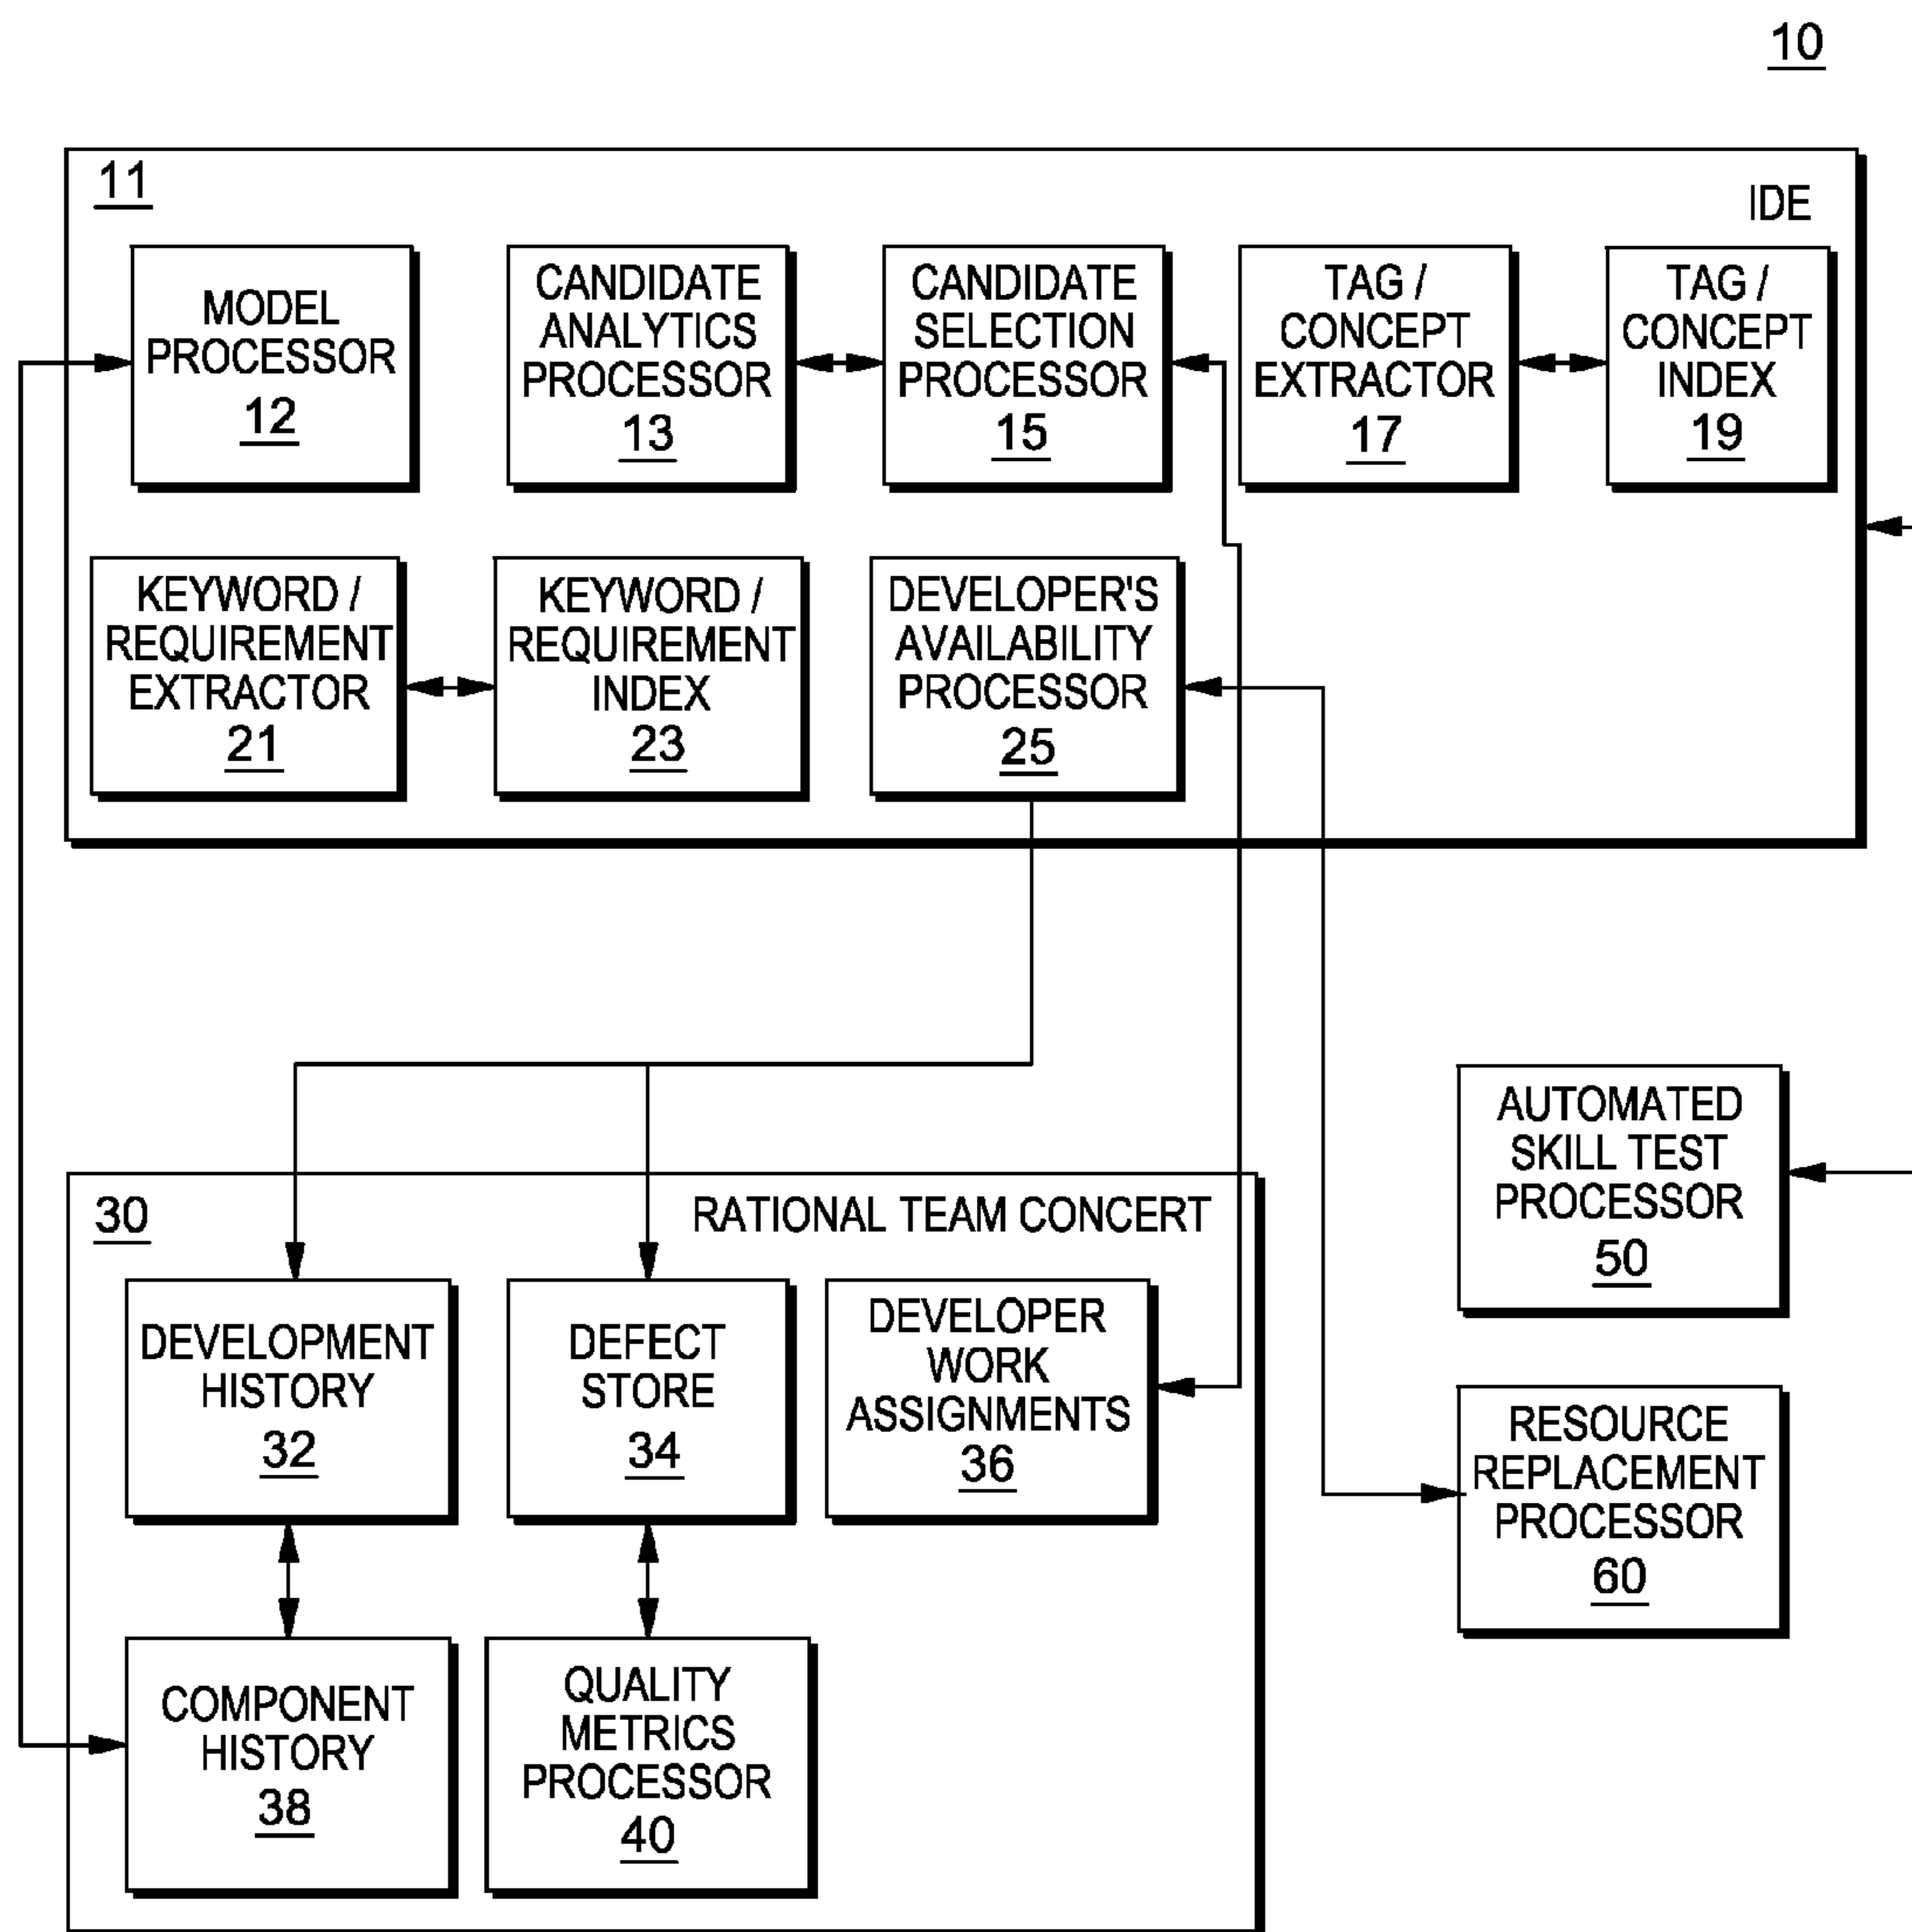 10
11
IDE
MODEL
PROCESSOR
12
CANDIDATE
ANALYTICS
PROCESSOR
13
CANDIDATE
SELECTION
PROCESSOR
15
TAG /
CONCEPT
EXTRACTOR
17
TAG /
CONCEPT
INDEX
19
KEYWORD /
REQUIREMENT
EXTRACTOR
21
KEYWORD /
REQUIREMENT
INDEX
23
DEVELOPER'S
AVAILABILITY
PROCESSOR
25
30
RATIONAL TEAM CONCERT
DEVELOPMENT
HISTORY
32
DEFECT
STORE
34
DEVELOPER
WORK
ASSIGNMENTS
36
COMPONENT
HISTORY
38
QUALITY
METRICS
PROCESSOR
40
AUTOMATED
SKILL TEST
PROCESSOR
50
RESOURCE
REPLACEMENT
PROCESSOR
60